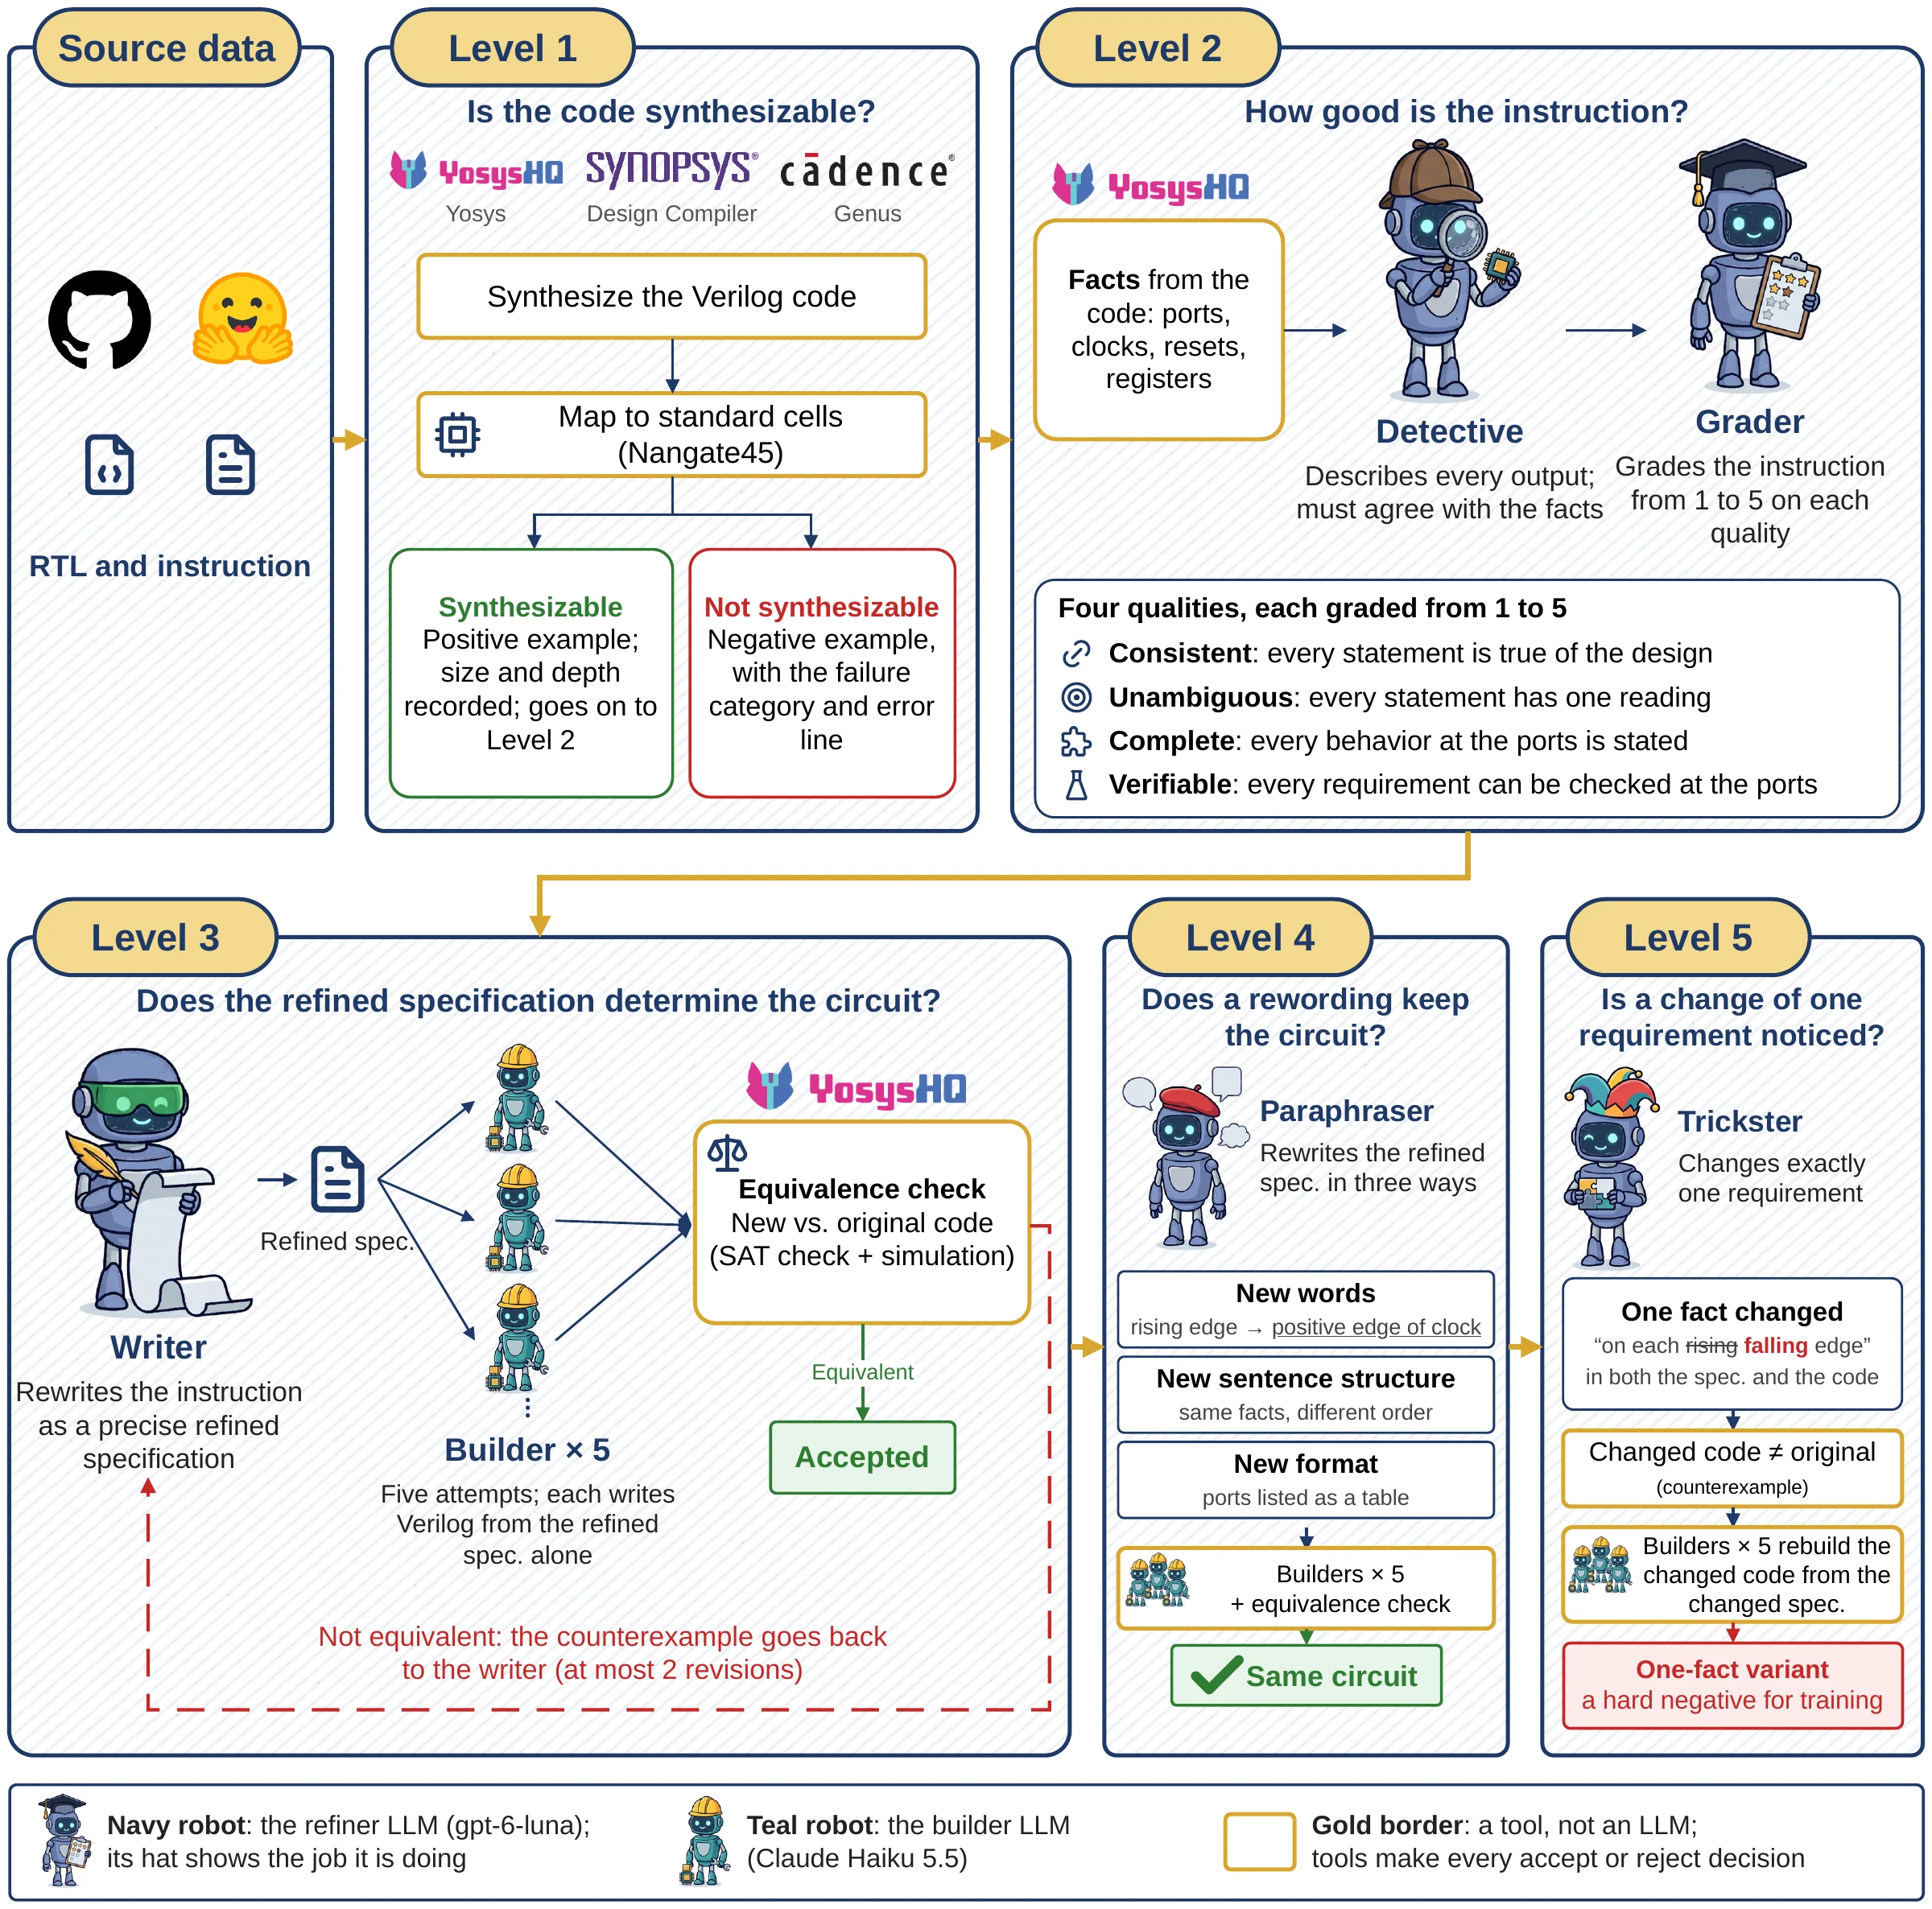 Source data
RTL and instruction
Level 1
Is the code synthesizable?
YosysHQ
SYNOPSYS®
cādence®
Yosys
Design Compiler
Genus
Synthesize the Verilog code
Map to standard cells
(Nangate45)
Synthesizable
Positive example;
size and depth
recorded; goes on to
Level 2
Not synthesizable
Negative example,
with the failure
category and error
line
Level 2
How good is the instruction?
YosysHQ
Facts from the
code: ports,
clocks, resets,
registers
Detective
Describes every output;
must agree with the facts
Grader
Grades the instruction
from 1 to 5 on each
quality
Four qualities, each graded from 1 to 5
Consistent: every statement is true of the design
Unambiguous: every statement has one reading
Complete: every behavior at the ports is stated
Verifiable: every requirement can be checked at the ports
Level 3
Does the refined specification determine the circuit?
Writer
Rewrites the instruction
as a precise refined
specification
Refined spec.
Builder × 5
Five attempts; each writes
Verilog from the refined
spec. alone
YosysHQ
Equivalence check
New vs. original code
(SAT check + simulation)
Equivalent
Accepted
Not equivalent: the counterexample goes back
to the writer (at most 2 revisions)
Level 4
Does a rewording keep
the circuit?
Paraphraser
Rewrites the refined
spec. in three ways
New words
rising edge → positive edge of clock
New sentence structure
same facts, different order
New format
ports listed as a table
Builders × 5
+ equivalence check
Same circuit
Level 5
Is a change of one
requirement noticed?
Trickster
Changes exactly
one requirement
One fact changed
“on each rising falling edge”
in both the spec. and the code
Changed code ≠ original
(counterexample)
Builders × 5 rebuild the
changed code from the
changed spec.
One-fact variant
a hard negative for training
Navy robot: the refiner LLM (gpt-6-luna);
its hat shows the job it is doing
Teal robot: the builder LLM
(Claude Haiku 5.5)
Gold border: a tool, not an LLM;
tools make every accept or reject decision